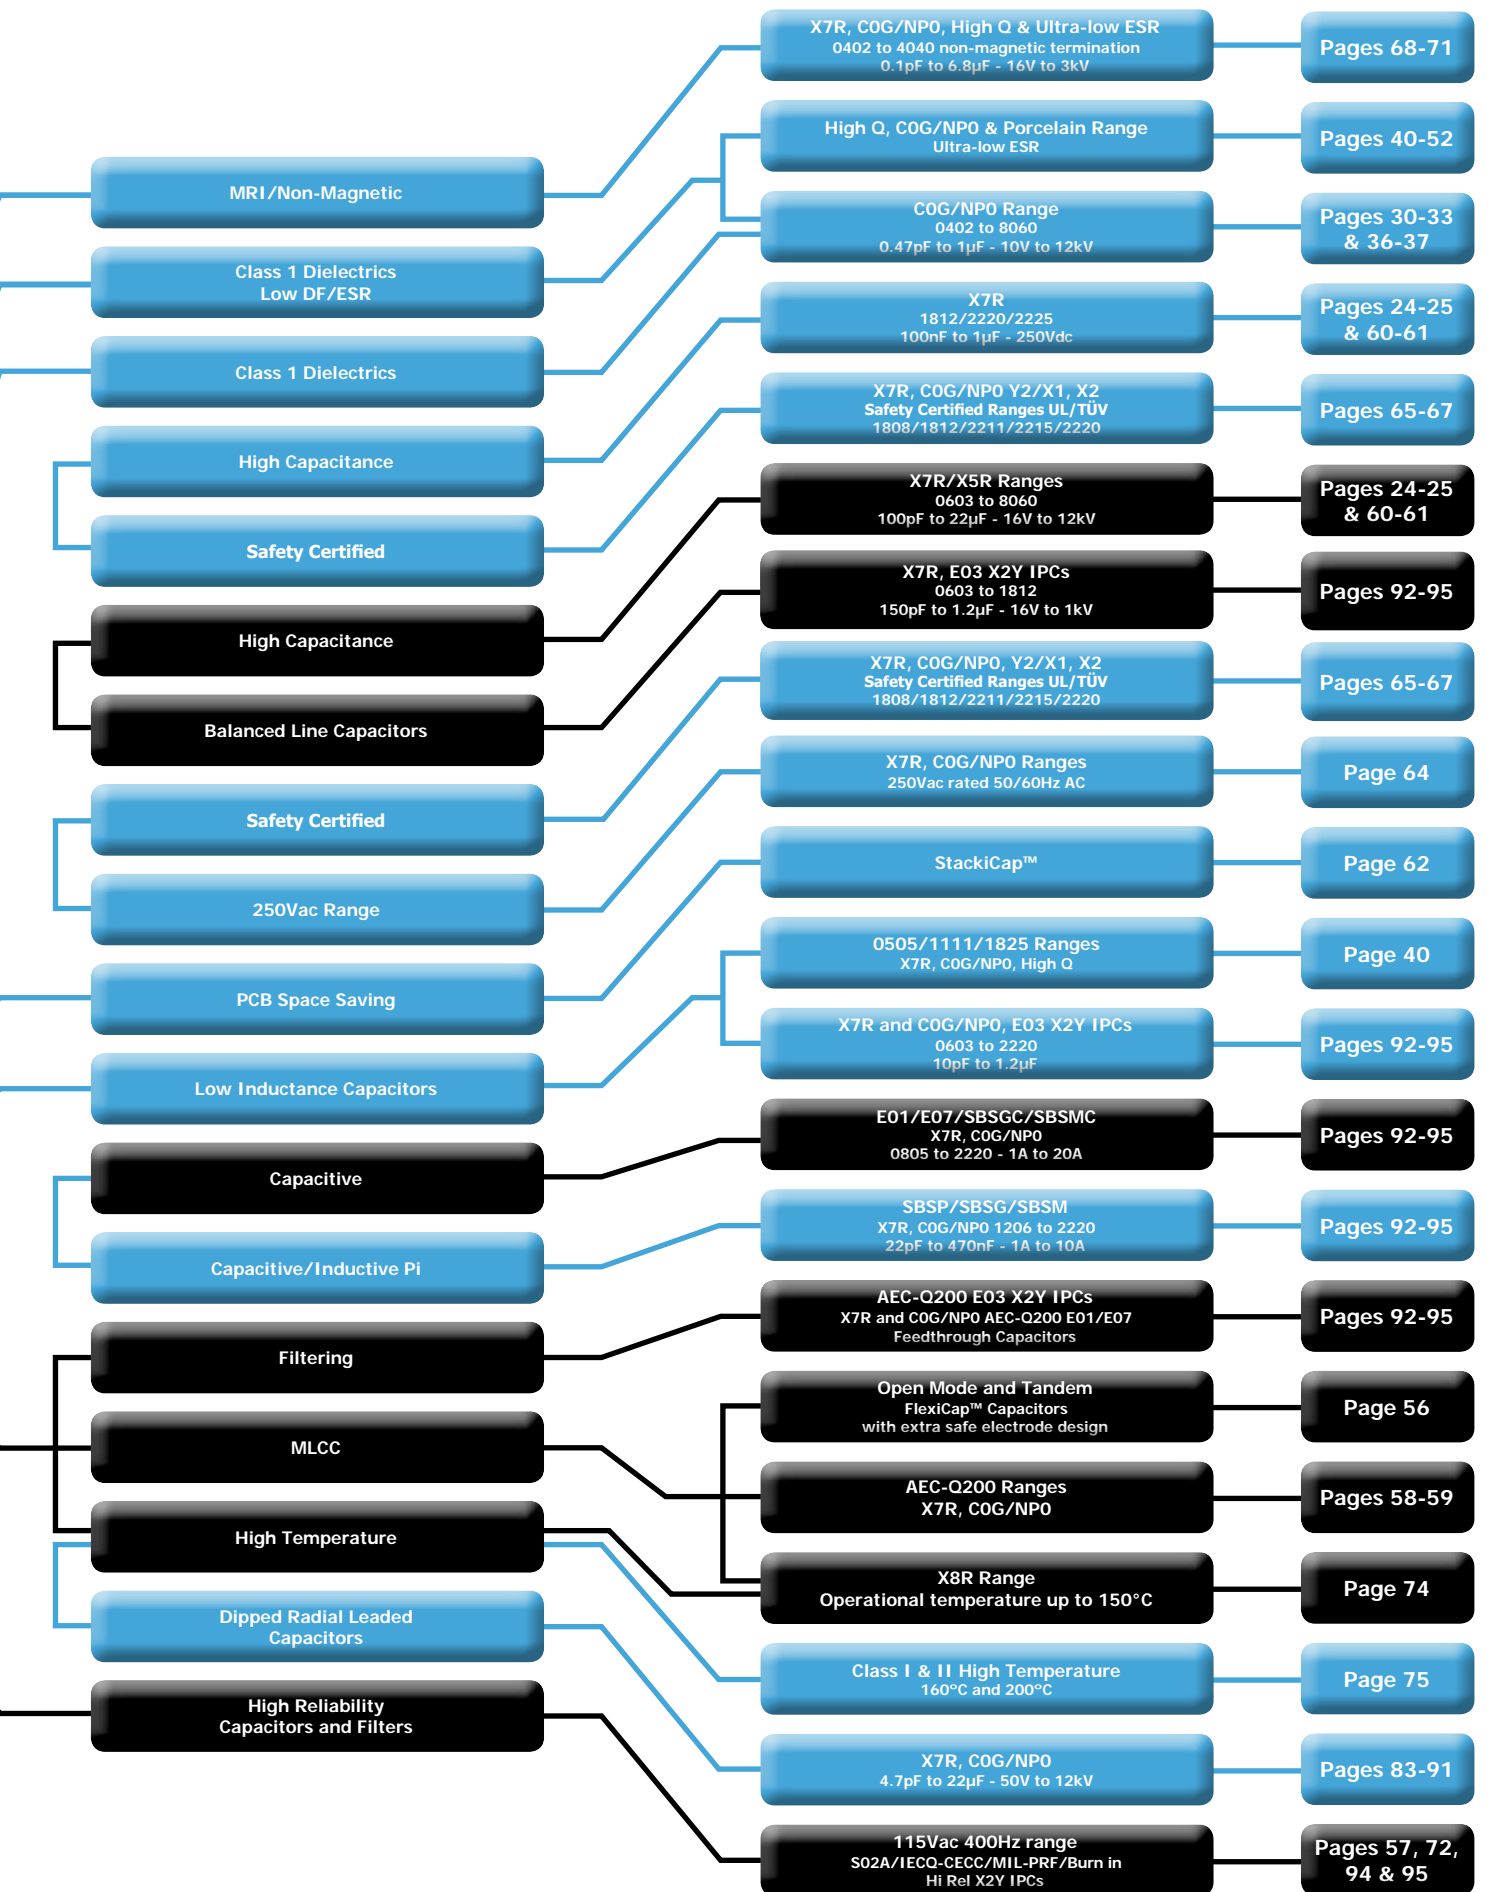 MRI/Non-Magnetic
Class 1 Dielectrics
Low DF/ESR
Class 1 Dielectrics
High Capacitance
Safety Certified
High Capacitance
Balanced Line Capacitors
Safety Certified
250Vac Range
PCB Space Saving
Low Inductance Capacitors
Capacitive
Capacitive/Inductive Pi
Filtering
MLCC
High Temperature
Dipped Radial Leaded
Capacitors
High Reliability
Capacitors and Filters
X7R, C0G/NP0, High Q & Ultra-low ESR
0402 to 4040 non-magnetic termination
0.1pF to 6.8µF - 16V to 3kV
Pages 68-71
High Q, C0G/NP0 & Porcelain Range
Ultra-low ESR
Pages 40-52
C0G/NP0 Range
0402 to 8060
0.47pF to 1µF - 10V to 12kV
Pages 30-33
& 36-37
X7R
1812/2220/2225
100nF to 1µF - 250Vdc
Pages 24-25
& 60-61
X7R, C0G/NP0 Y2/X1, X2
Safety Certified Ranges UL/TÜV
1808/1812/2211/2215/2220
Pages 65-67
X7R/X5R Ranges
0603 to 8060
100pF to 22µF - 16V to 12kV
Pages 24-25
& 60-61
X7R, E03 X2Y IPCs
0603 to 1812
150pF to 1.2µF - 16V to 1kV
Pages 92-95
X7R, C0G/NP0, Y2/X1, X2
Safety Certified Ranges UL/TÜV
1808/1812/2211/2215/2220
Pages 65-67
X7R, C0G/NP0 Ranges
250Vac rated 50/60Hz AC
Page 64
StackiCap™
Page 62
0505/1111/1825 Ranges
X7R, C0G/NP0, High Q
Page 40
X7R and C0G/NP0, E03 X2Y IPCs
0603 to 2220
10pF to 1.2µF
Pages 92-95
E01/E07/SBSGC/SBSMC
X7R, C0G/NP0
0805 to 2220 - 1A to 20A
Pages 92-95
SBSP/SBSG/SBSM
X7R, C0G/NP0 1206 to 2220
22pF to 470nF - 1A to 10A
Pages 92-95
AEC-Q200 E03 X2Y IPCs
X7R and C0G/NP0 AEC-Q200 E01/E07
Feedthrough Capacitors
Pages 92-95
Open Mode and Tandem
FlexiCap™ Capacitors
with extra safe electrode design
Page 56
AEC-Q200 Ranges
X7R, C0G/NP0
Pages 58-59
X8R Range
Operational temperature up to 150°C
Page 74
Class I & II High Temperature
160ºC and 200ºC
Page 75
X7R, C0G/NP0
4.7pF to 22µF - 50V to 12kV
Pages 83-91
115Vac 400Hz range
S02A/IECQ-CECC/MIL-PRF/Burn in
Hi Rel X2Y IPCs
Pages 57, 72,
94 & 95